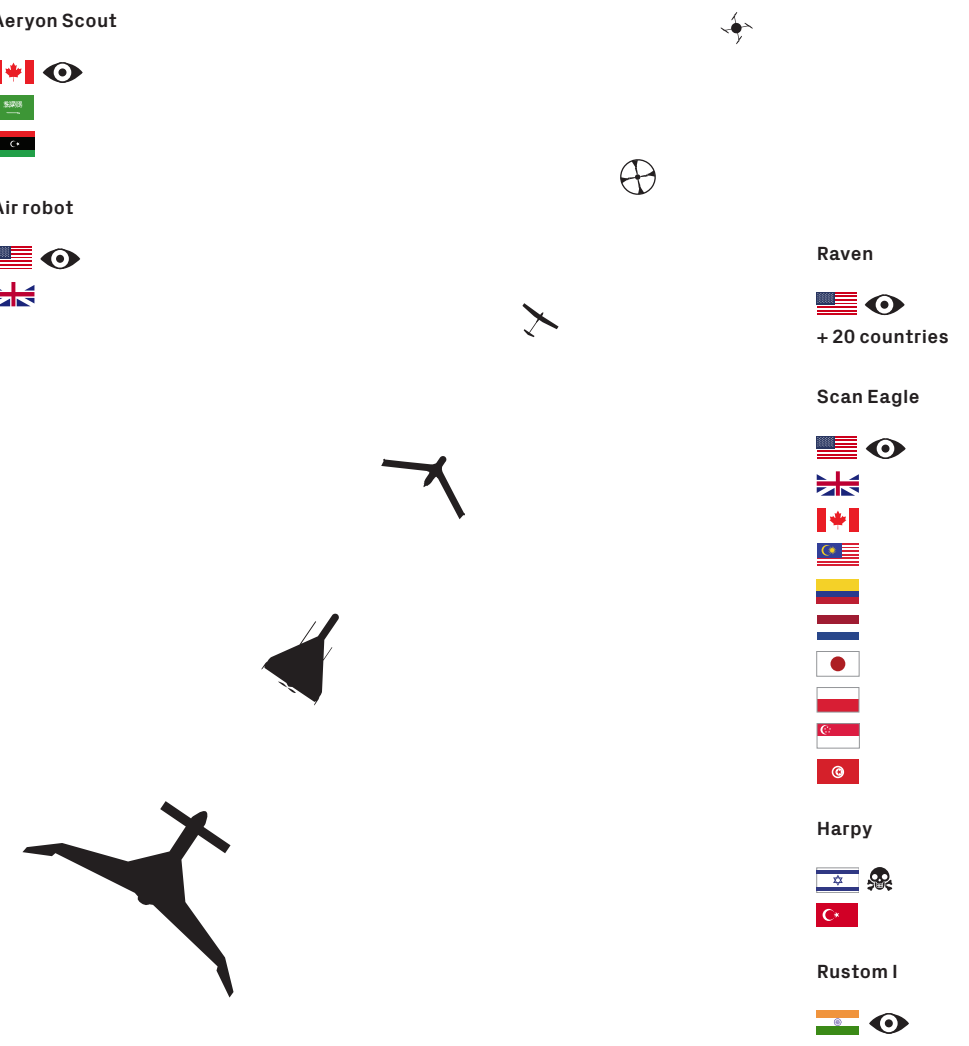 Aeryon Scout
Air robot
Raven
+ 20 countries
Scan Eagle
Harpy
Rustom I